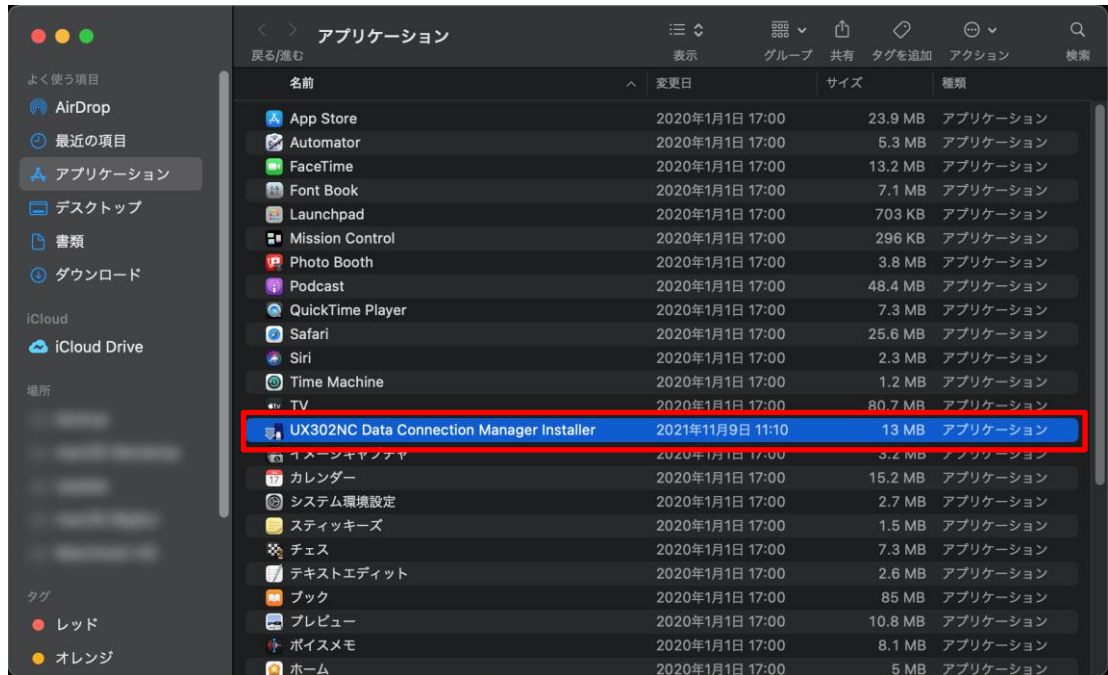 アプリケーション
戻る/進む 表示 グループ 共有 タグを追加 アクション 検索
よく使う項目
AirDrop
最近の項目
アプリケーション
デスクトップ
書類
ダウンロード
iCloud
iCloud Drive
場所
タグ
レッド
オレンジ
名前 変更日 サイズ 種類
App Store 2020年1月1日 17:00 23.9 MB アプリケーション
Automator 2020年1月1日 17:00 5.3 MB アプリケーション
FaceTime 2020年1月1日 17:00 13.2 MB アプリケーション
Font Book 2020年1月1日 17:00 7.1 MB アプリケーション
Launchpad 2020年1月1日 17:00 703 KB アプリケーション
Mission Control 2020年1月1日 17:00 296 KB アプリケーション
Photo Booth 2020年1月1日 17:00 3.8 MB アプリケーション
Podcast 2020年1月1日 17:00 48.4 MB アプリケーション
QuickTime Player 2020年1月1日 17:00 7.3 MB アプリケーション
Safari 2020年1月1日 17:00 25.6 MB アプリケーション
Siri 2020年1月1日 17:00 2.3 MB アプリケーション
Time Machine 2020年1月1日 17:00 1.2 MB アプリケーション
TV 2020年1月1日 17:00 80.7 MB アプリケーション
UX302NC Data Connection Manager Installer 2021年11月9日 11:10 13 MB アプリケーション
イメージキャプチャ 2020年1月1日 17:00 3.2 MB アプリケーション
カレンダー 2020年1月1日 17:00 15.2 MB アプリケーション
システム環境設定 2020年1月1日 17:00 2.7 MB アプリケーション
スティッキーズ 2020年1月1日 17:00 1.5 MB アプリケーション
チェス 2020年1月1日 17:00 7.3 MB アプリケーション
テキストエディット 2020年1月1日 17:00 2.6 MB アプリケーション
ブック 2020年1月1日 17:00 85 MB アプリケーション
プレビュー 2020年1月1日 17:00 10.8 MB アプリケーション
ボイスメモ 2020年1月1日 17:00 8.1 MB アプリケーション
ホーム 2020年1月1日 17:00 5 MB アプリケーション